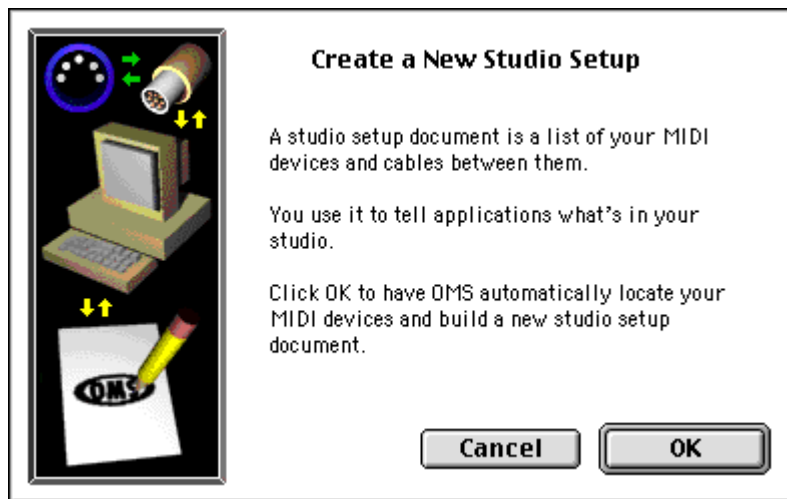 Create a New Studio Setup
A studio setup document is a list of your MIDI
devices and cables between them.
You use it to tell applications what's in your
studio.
Click OK to have OMS automatically locate your
MIDI devices and build a new studio setup
document.
OMS
Cancel
OK